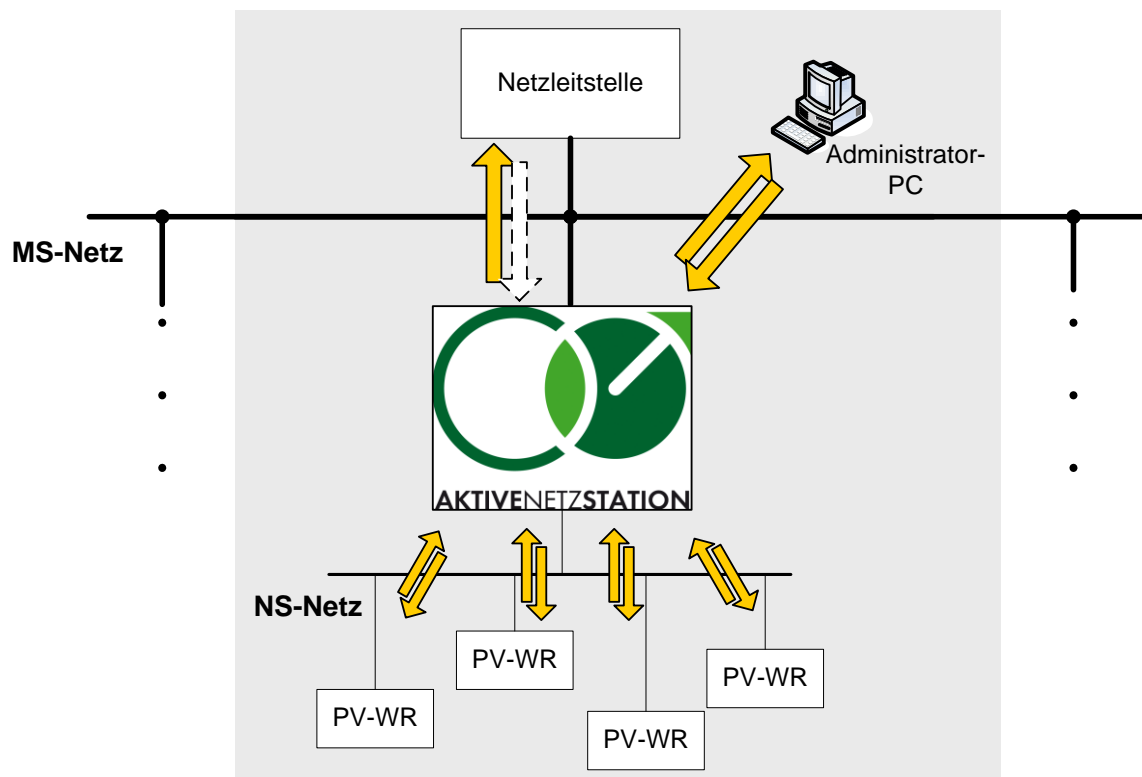 Netzleitstelle
Administrator-
PC
MS-Netz
AKTIVENETZSTATION
NS-Netz
PV-WR
PV-WR
PV-WR
PV-WR